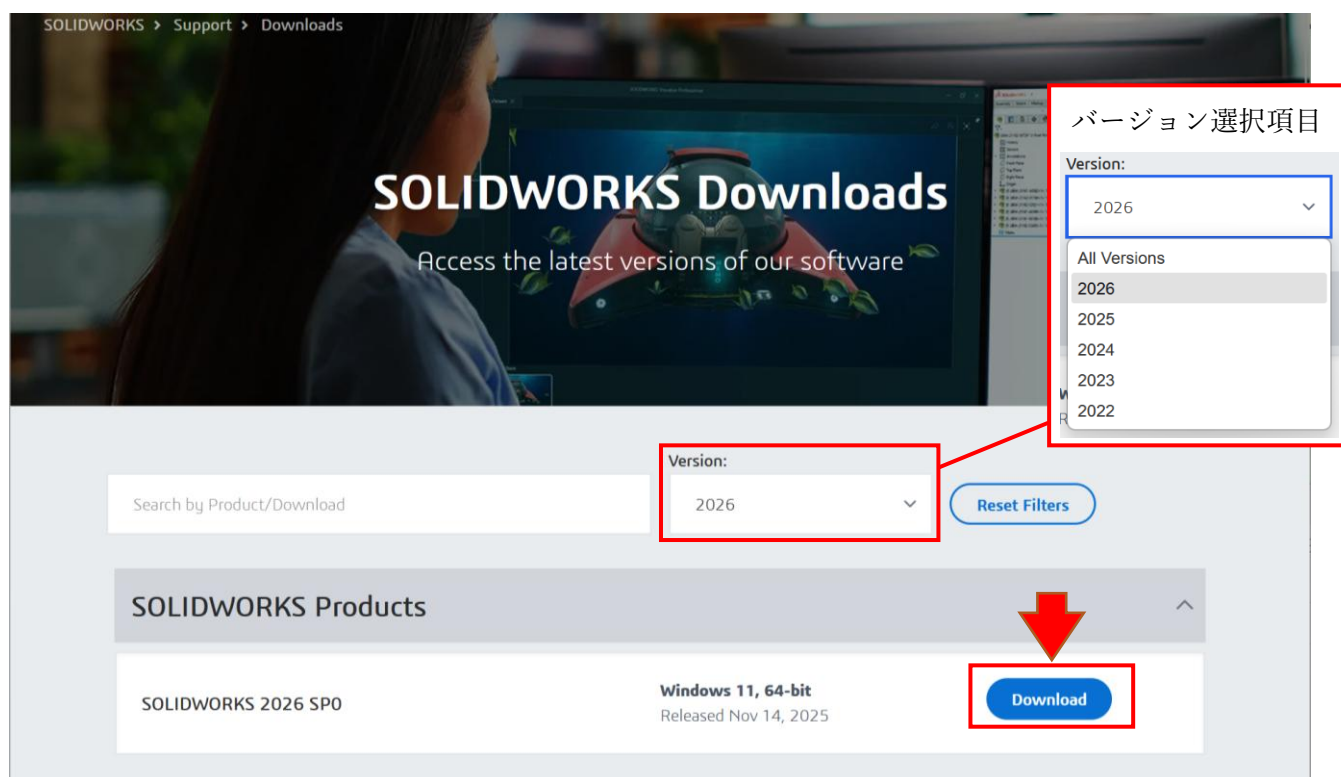 SOLIDWORKS > Support > Downloads
SOLIDWORKS Downloads
Access the latest versions of our software
バージョン選択項目
Version:
2026
All Versions
2026
2025
2024
2023
2022
Version:
Search by Product/Download
2026
Reset Filters
SOLIDWORKS Products
SOLIDWORKS 2026 SP0
Windows 11, 64-bit
Released Nov 14, 2025
Download